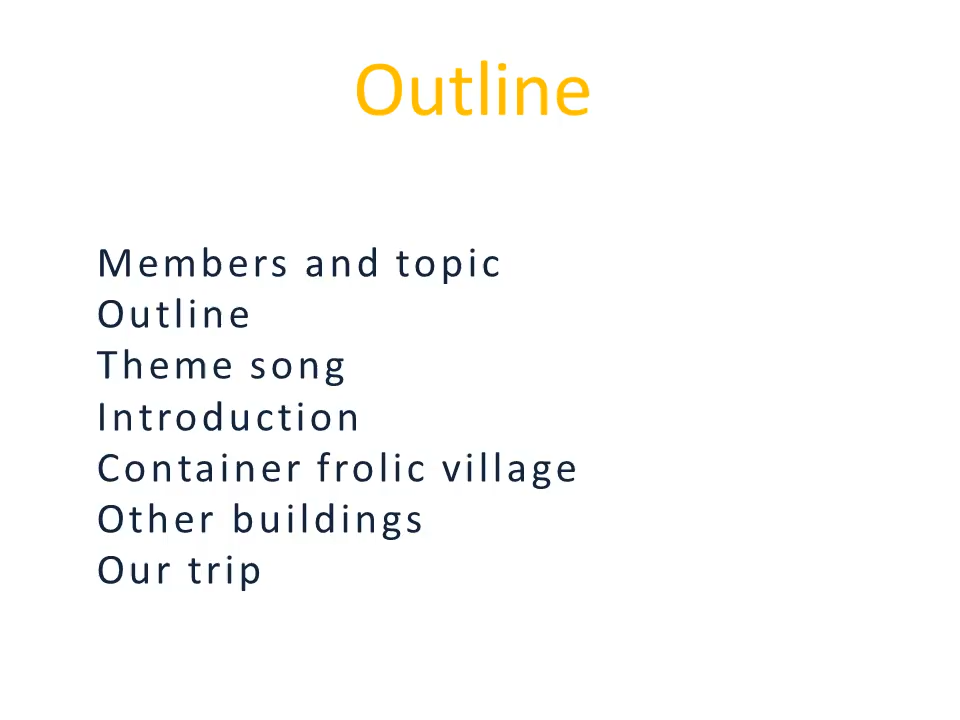 Outline
Members and topic
Outline
Theme song
Introduction
Container frolic village
Other buildings
Our trip